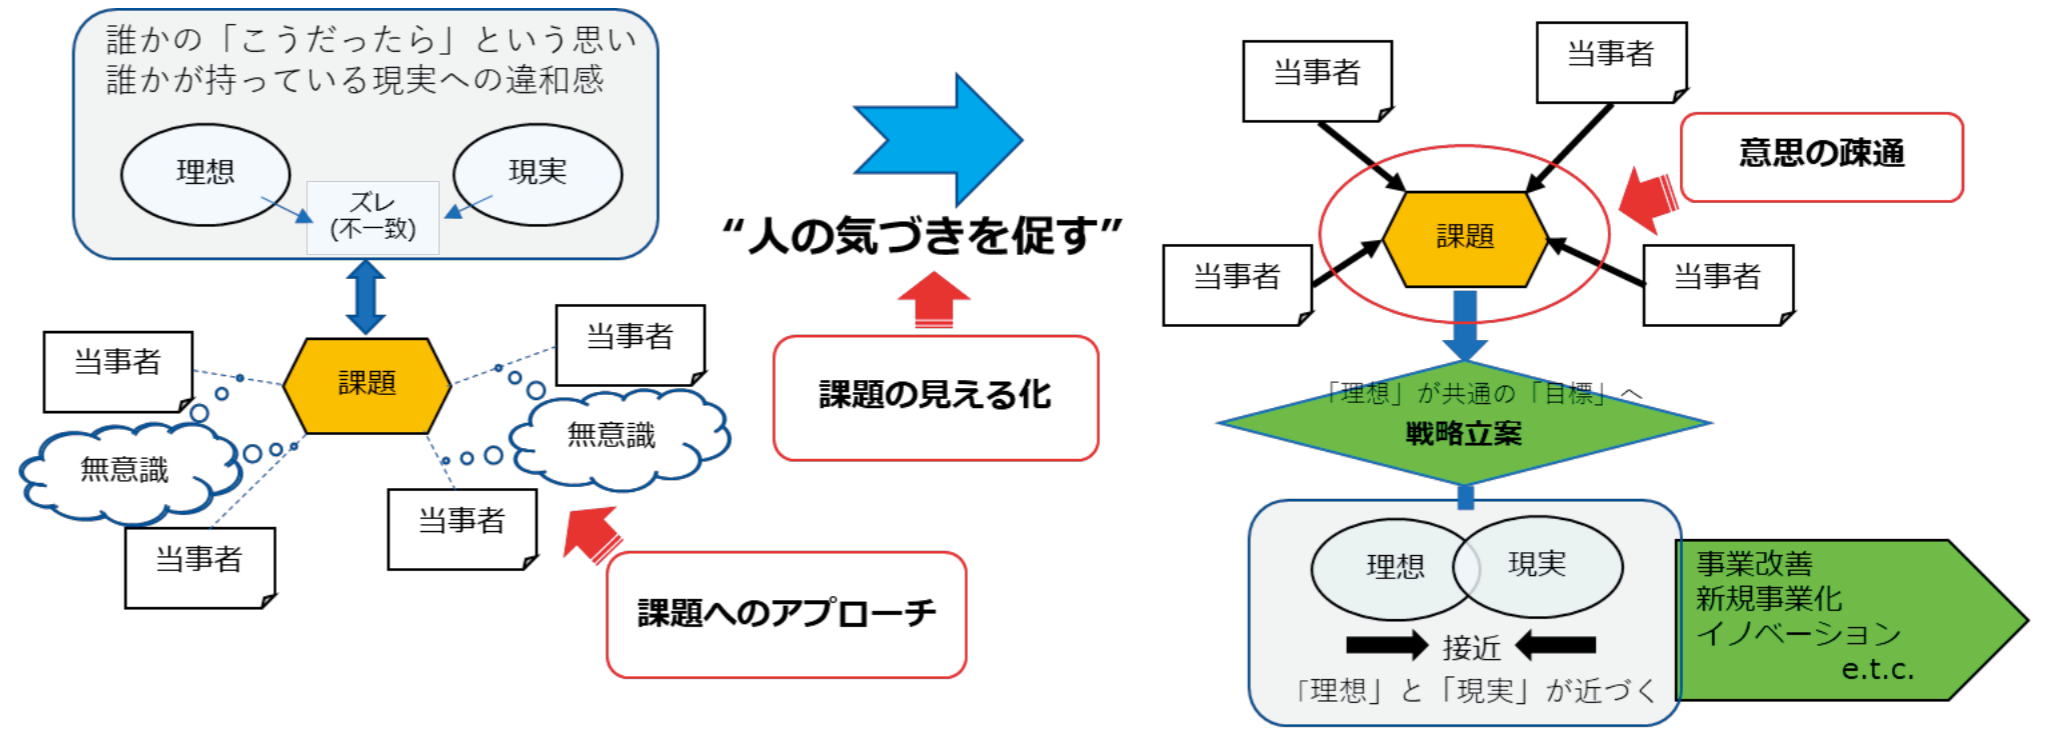 誰かの「こうだったら」という思い
誰かが持っている現実への違和感
理想
現実
ズレ
(不一致)
課題
当事者
当事者
無意識
無意識
当事者
当事者
課題へのアプローチ
“人の気づきを促す”
課題の見える化
当事者
当事者
意思の疎通
課題
当事者
当事者
「理想」が共通の「目標」へ
戦略立案
理想
現実
接近
「理想」と「現実」が近づく
事業改善
新規事業化
イノベーション
e.t.c.